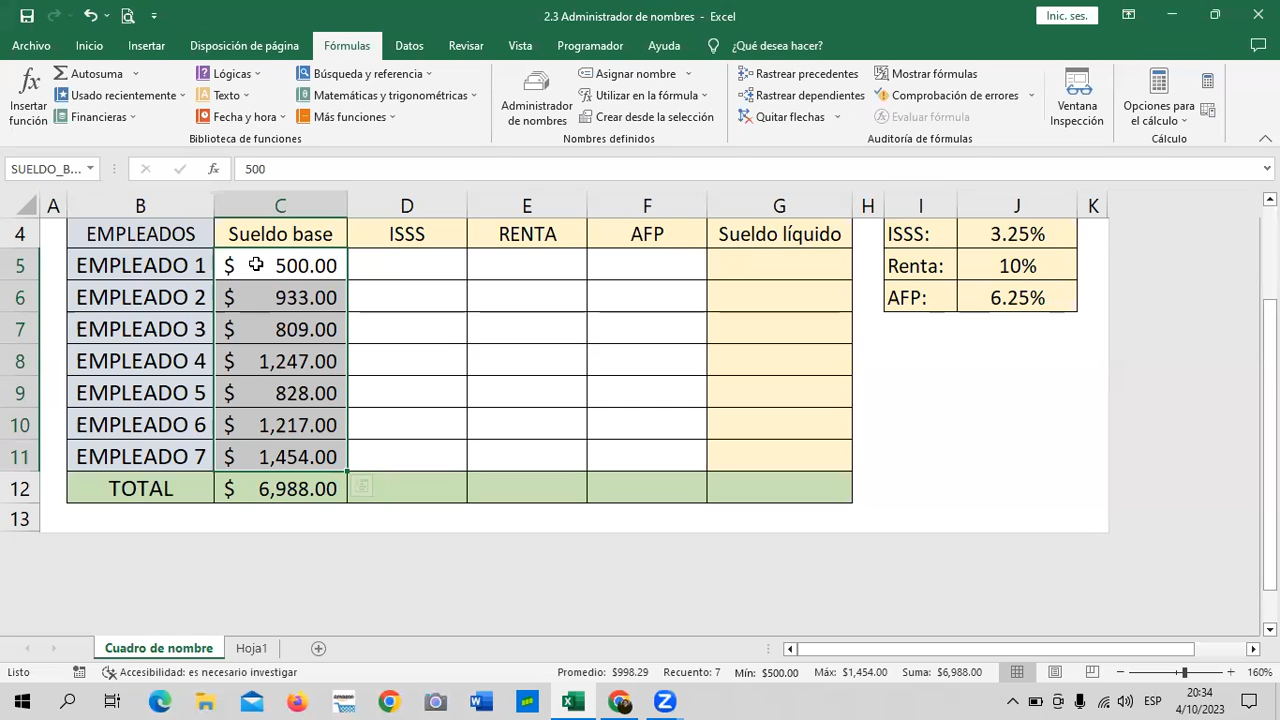 2.3 Administrador de nombres - Excel
Inic. ses.
Archivo Inicio Insertar Disposición de página Fórmulas Datos Revisar Vista Programador Ayuda ¿Qué desea hacer?
Insertar función
Autosuma
Usado recientemente
Financieras
Lógicas
Texto
Fecha y hora
Búsqueda y referencia
Matemáticas y trigonométricas
Más funciones
Biblioteca de funciones
Administrador de nombres
Asignar nombre
Utilizar en la fórmula
Crear desde la selección
Nombres definidos
Rastrear precedentes
Rastrear dependientes
Quitar flechas
Mostrar fórmulas
Comprobación de errores
Evaluar fórmula
Auditoría de fórmulas
Ventana Inspección
Opciones para el cálculo
Cálculo
SUELDO_B... fx 500
A B C D E F G H I J K
4 EMPLEADOS Sueldo base ISSS RENTA AFP Sueldo líquido ISSS: 3.25%
5 EMPLEADO 1 $ 500.00 Renta: 10%
6 EMPLEADO 2 $ 933.00 AFP: 6.25%
7 EMPLEADO 3 $ 809.00
8 EMPLEADO 4 $ 1,247.00
9 EMPLEADO 5 $ 828.00
10 EMPLEADO 6 $ 1,217.00
11 EMPLEADO 7 $ 1,454.00
12 TOTAL $ 6,988.00
13
Cuadro de nombre Hoja1
Listo Accesibilidad: es necesario investigar Promedio: $998.29 Recuento: 7 Mín: $500.00 Máx: $1,454.00 Suma: $6,988.00 160%
ESP
20:34
4/10/2023